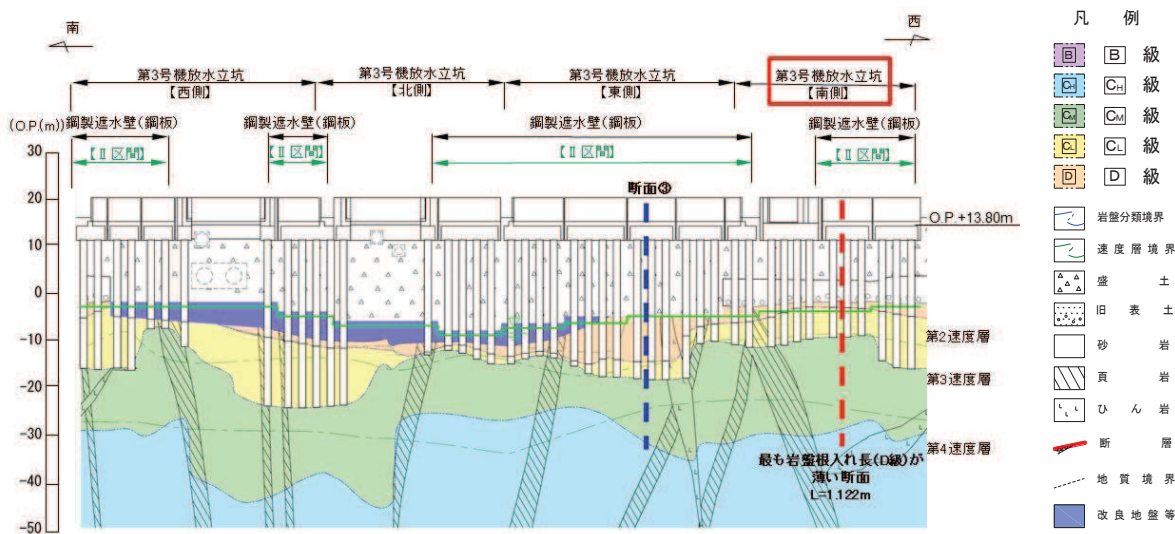 南
西
第3号機放水立坑
【西側】
第3号機放水立坑
【北側】
第3号機放水立坑
【東側】
第3号機放水立坑
【南側】
(O.P.(m))
鋼製遮水壁(鋼板)
鋼製遮水壁(鋼板)
鋼製遮水壁(鋼板)
鋼製遮水壁(鋼板)
【Ⅱ区間】
【Ⅱ区間】
【Ⅱ区間】
【Ⅱ区間】
30
20
10
0
-10
-20
-30
-40
-50
断面③
O.P.+13.80m
第2速度層
第3速度層
第4速度層
最も岩盤根入れ長(D級)が
薄い断面
L=1.122m
凡 例
B B 級
CH CH 級
CM CM 級
CL CL 級
D D 級
岩盤分類境界
速度層境界
盛土
旧表土
砂岩
頁岩
ひん岩
断層
地質境界
改良地盤等